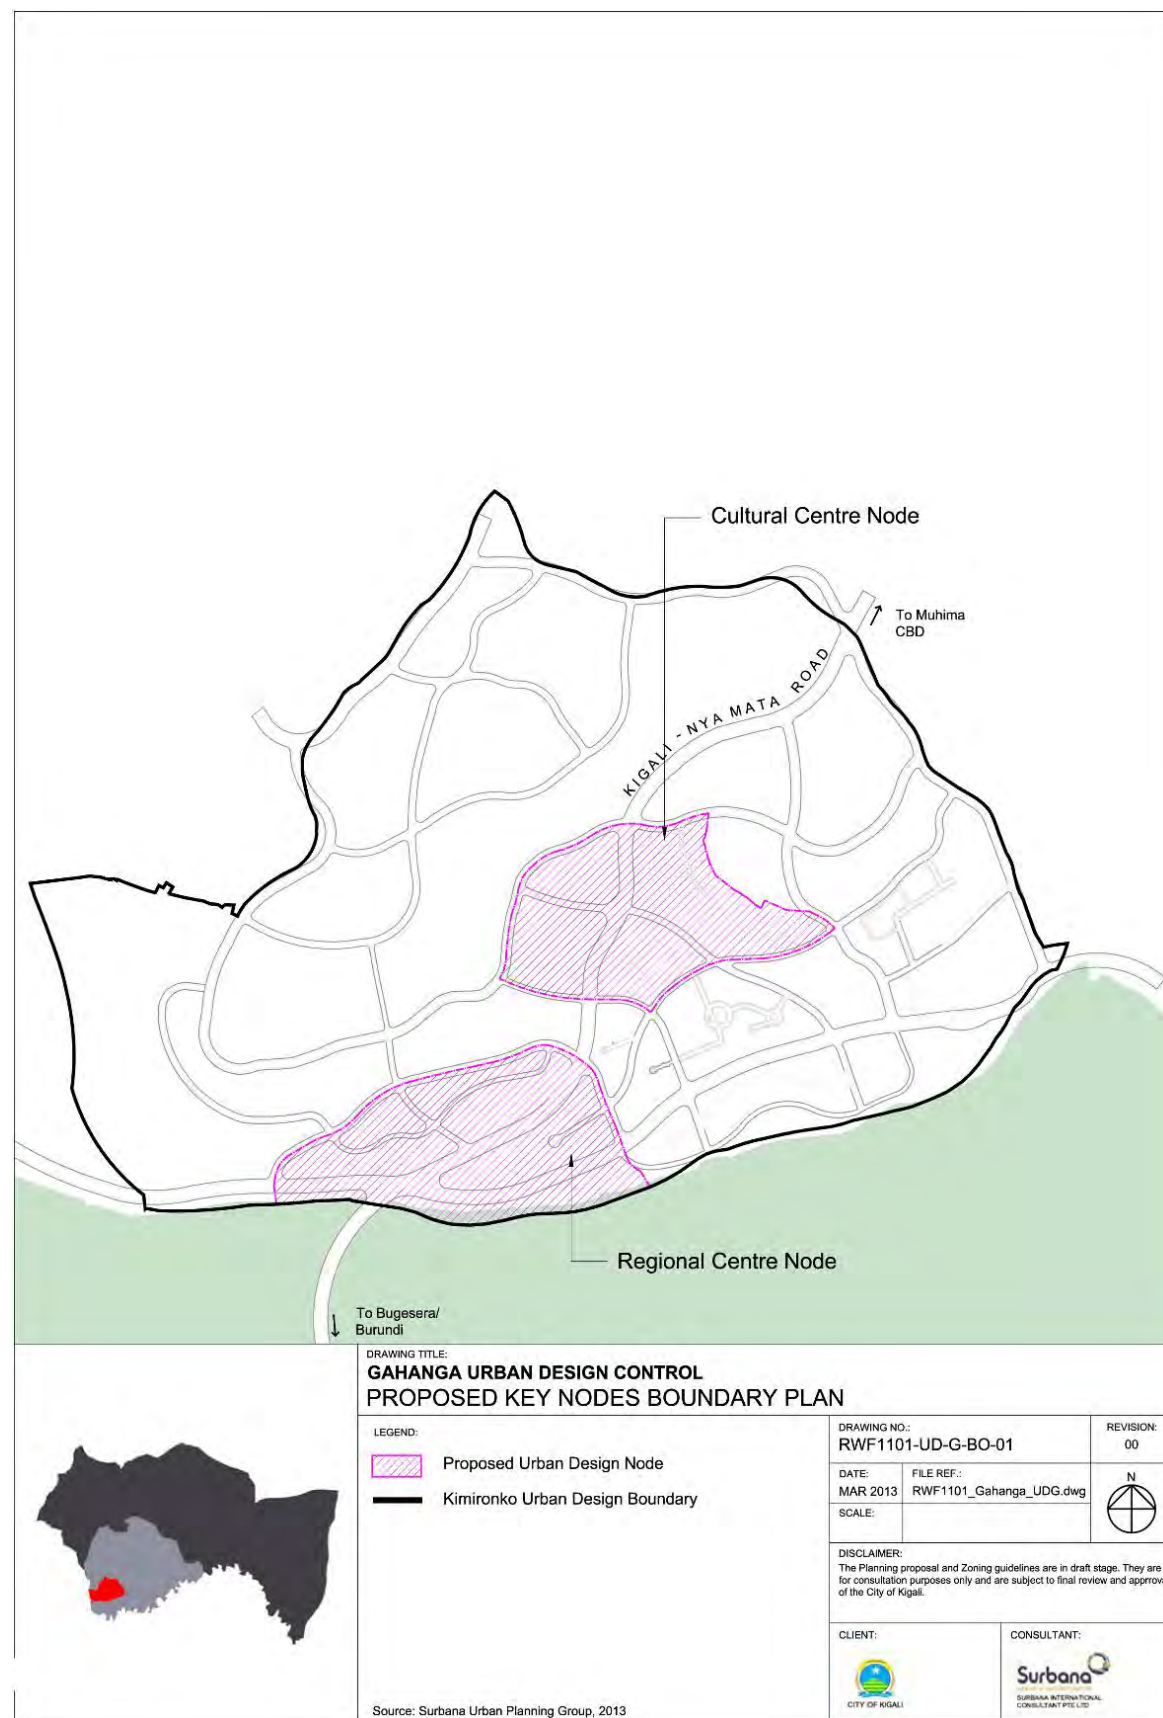 Cultural Centre Node
To Muhima
CBD
KIGALI - NYA MATA ROAD
Regional Centre Node
To Bugesera/
Burundi
DRAWING TITLE:
GAHANGA URBAN DESIGN CONTROL
PROPOSED KEY NODES BOUNDARY PLAN
LEGEND:
Proposed Urban Design Node
Kimironko Urban Design Boundary
Source: Surbana Urban Planning Group, 2013
DRAWING NO.:
RWF1101-UD-G-BO-01
REVISION:
00
DATE:
MAR 2013
FILE REF.:
RWF1101_Gahanga_UDG.dwg
N
SCALE:
DISCLAIMER:
The Planning proposal and Zoning guidelines are in draft stage. They are
for consultation purposes only and are subject to final review and approva
of the City of Kigali.
CLIENT:
CITY OF KIGALI
CONSULTANT:
Surbana
SURBANA INTERNATIONAL
CONSULTANT PTE LTD